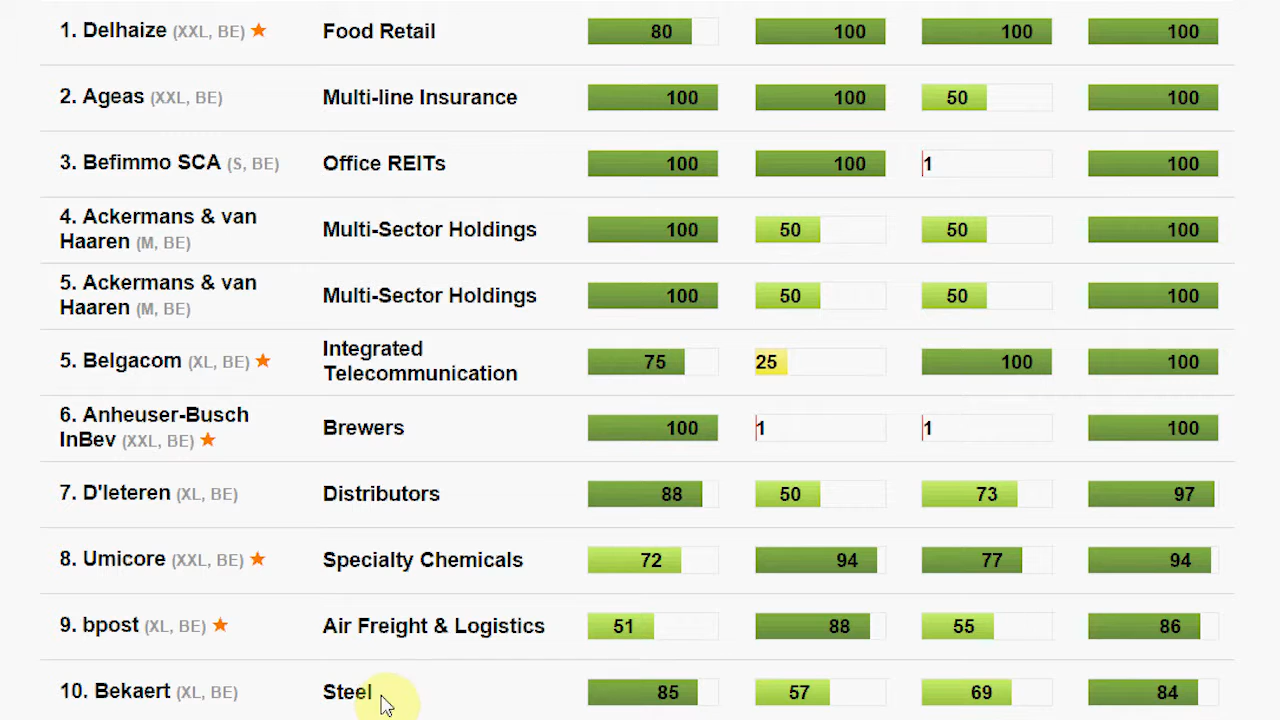 1. Delhaize (XXL, BE) ★ Food Retail 80 100 100 100
2. Ageas (XXL, BE) Multi-line Insurance 100 100 50 100
3. Befimmo SCA (S, BE) Office REITs 100 100 1 100
4. Ackermans & van
Haaren (M, BE) Multi-Sector Holdings 100 50 50 100
5. Ackermans & van
Haaren (M, BE) Multi-Sector Holdings 100 50 50 100
5. Belgacom (XL, BE) ★ Integrated
Telecommunication 75 25 100 100
6. Anheuser-Busch
InBev (XXL, BE) ★ Brewers 100 1 1 100
7. D'Ieteren (XL, BE) Distributors 88 50 73 97
8. Umicore (XXL, BE) ★ Specialty Chemicals 72 94 77 94
9. bpost (XL, BE) ★ Air Freight & Logistics 51 88 55 86
10. Bekaert (XL, BE) Steel 85 57 69 84